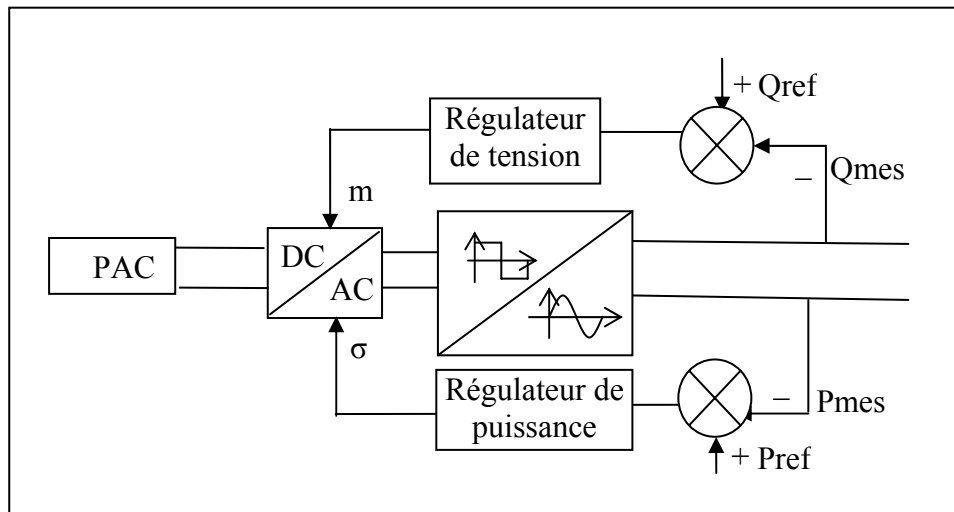 + Qref
Régulateur
de tension
– Qmes
m
PAC
DC
AC
σ
Régulateur de
puissance
– Pmes
+ Pref